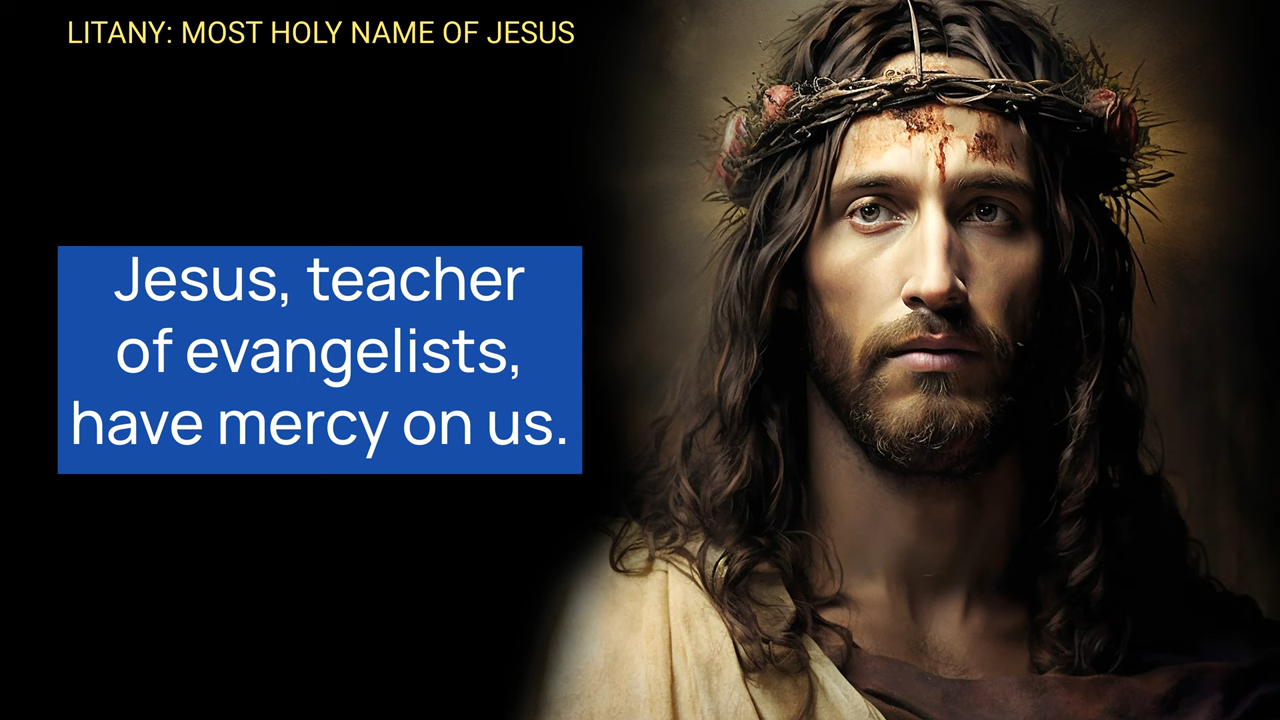 LITANY: MOST HOLY NAME OF JESUS
Jesus, teacher
of evangelists,
have mercy on us.